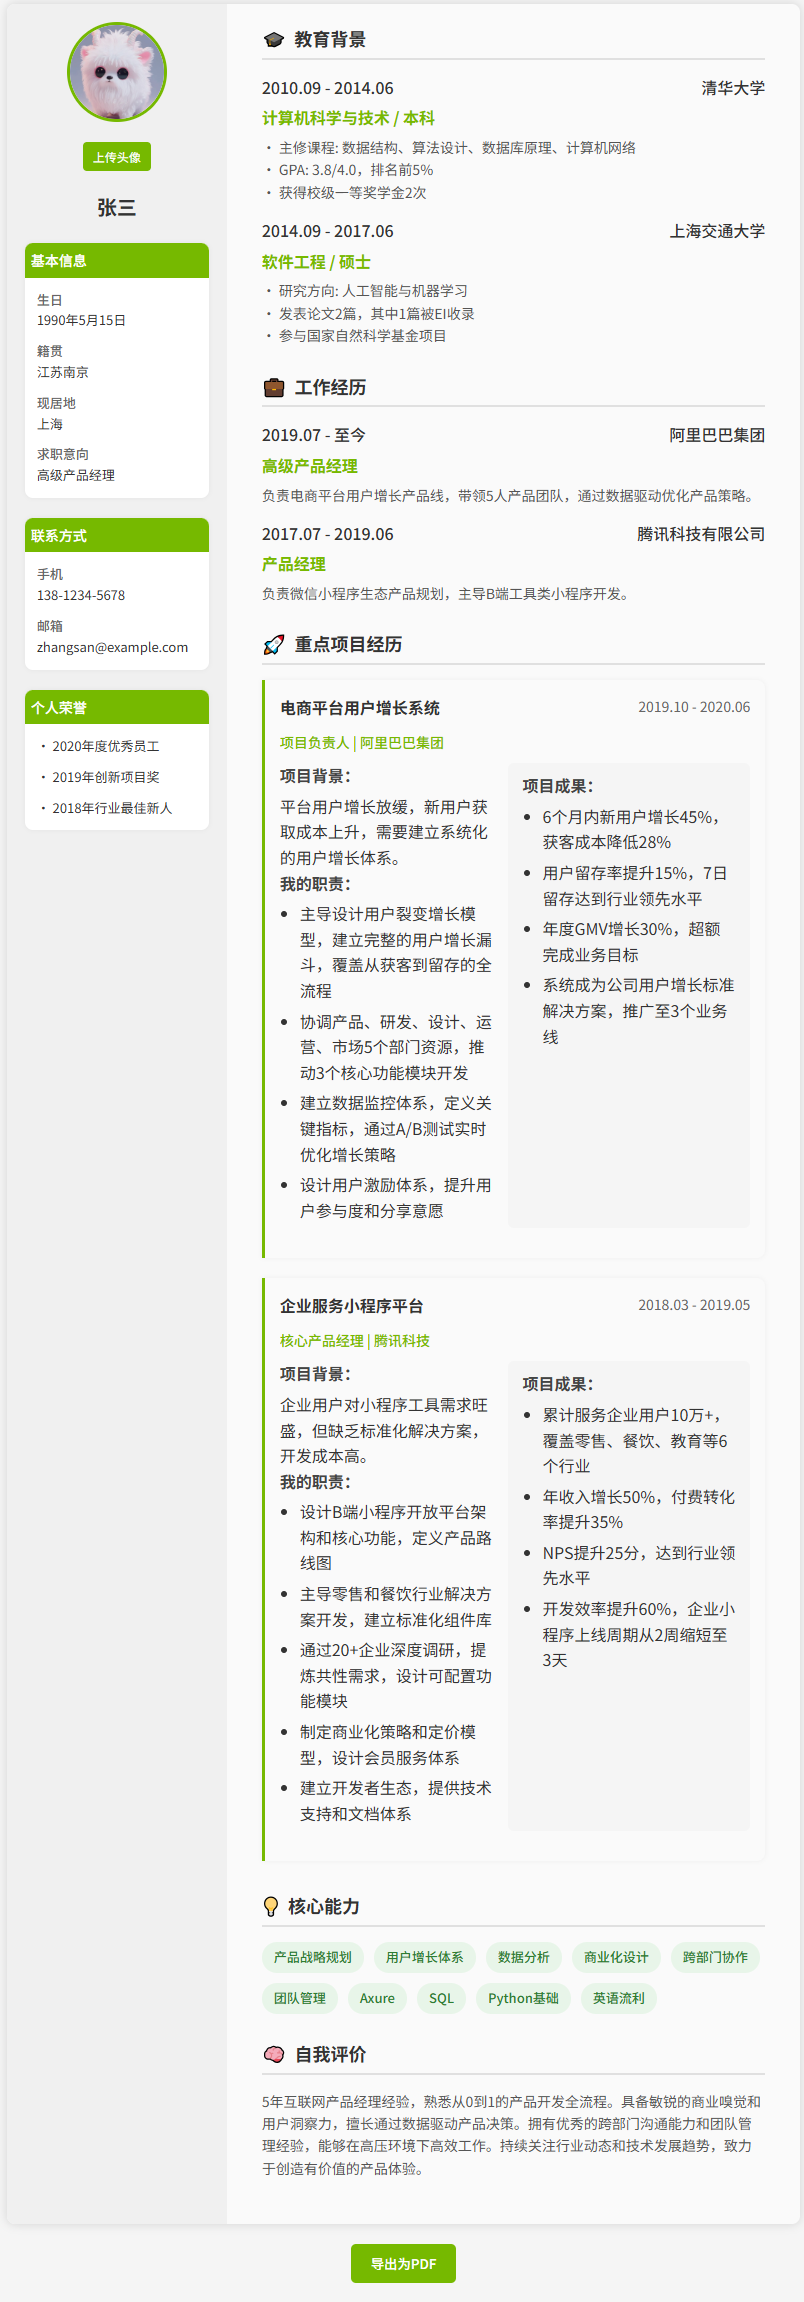 上传头像
张三
基本信息
生日
1990年5月15日
籍贯
江苏南京
现居地
上海
求职意向
高级产品经理
联系方式
手机
138-1234-5678
邮箱
zhangsan@example.com
个人荣誉
• 2020年度优秀员工
• 2019年创新项目奖
• 2018年行业最佳新人
教育背景
2010.09 - 2014.06 清华大学
计算机科学与技术 / 本科
• 主修课程: 数据结构、算法设计、数据库原理、计算机网络
• GPA: 3.8/4.0，排名前5%
• 获得校级一等奖学金2次
2014.09 - 2017.06 上海交通大学
软件工程 / 硕士
• 研究方向: 人工智能与机器学习
• 发表论文2篇，其中1篇被EI收录
• 参与国家自然科学基金项目
工作经历
2019.07 - 至今 阿里巴巴集团
高级产品经理
负责电商平台用户增长产品线，带领5人产品团队，通过数据驱动优化产品策略。
2017.07 - 2019.06 腾讯科技有限公司
产品经理
负责微信小程序生态产品规划，主导B端工具类小程序开发。
重点项目经历
电商平台用户增长系统 2019.10 - 2020.06
项目负责人 | 阿里巴巴集团
项目背景：
平台用户增长放缓，新用户获
取成本上升，需要建立系统化
的用户增长体系。
我的职责：
• 主导设计用户裂变增长模
型，建立完整的用户增长漏
斗，覆盖从获客到留存的全
流程
• 协调产品、研发、设计、运
营、市场5个部门资源，推
动3个核心功能模块开发
• 建立数据监控体系，定义关
键指标，通过A/B测试实时
优化增长策略
• 设计用户激励体系，提升用
户参与度和分享意愿
项目成果：
• 6个月内新用户增长45%，
获客成本降低28%
• 用户留存率提升15%，7日
留存达到行业领先水平
• 年度GMV增长30%，超额
完成业务目标
• 系统成为公司用户增长标准
解决方案，推广至3个业务
线
企业服务小程序平台 2018.03 - 2019.05
核心产品经理 | 腾讯科技
项目背景：
企业用户对小程序工具需求旺
盛，但缺乏标准化解决方案，
开发成本高。
我的职责：
• 设计B端小程序开放平台架
构和核心功能，定义产品路
线图
• 主导零售和餐饮行业解决方
案开发，建立标准化组件库
• 通过20+企业深度调研，提
炼共性需求，设计可配置功
能模块
• 制定商业化策略和定价模
型，设计会员服务体系
• 建立开发者生态，提供技术
支持和文档体系
项目成果：
• 累计服务企业用户10万+，
覆盖零售、餐饮、教育等6
个行业
• 年收入增长50%，付费转化
率提升35%
• NPS提升25分，达到行业领
先水平
• 开发效率提升60%，企业小
程序上线周期从2周缩短至
3天
核心能力
产品战略规划 用户增长体系 数据分析 商业化设计 跨部门协作
团队管理 Axure SQL Python基础 英语流利
自我评价
5年互联网产品经理经验，熟悉从0到1的产品开发全流程。具备敏锐的商业嗅觉和
用户洞察力，擅长通过数据驱动产品决策。拥有优秀的跨部门沟通能力和团队管
理经验，能够在高压环境下高效工作。持续关注行业动态和技术发展趋势，致力
于创造有价值的产品体验。
导出为PDF